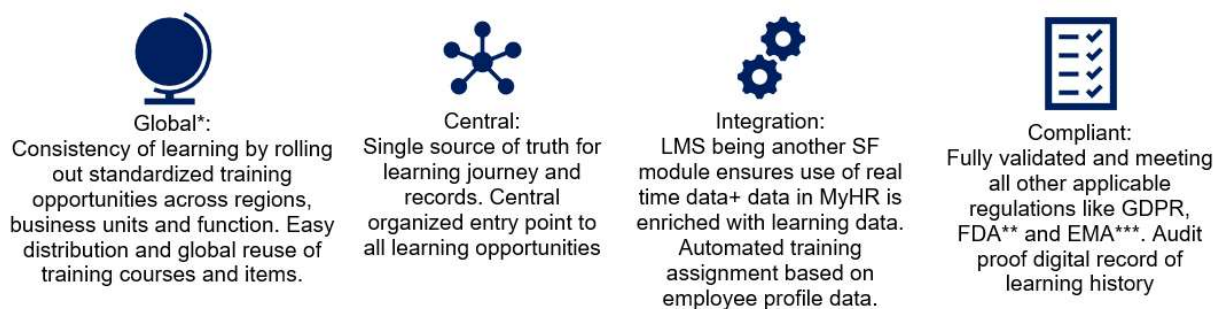 Global*:
Consistency of learning by rolling
out standardized training
opportunities across regions,
business units and function. Easy
distribution and global reuse of
training courses and items.
Central:
Single source of truth for
learning journey and
records. Central
organized entry point to
all learning opportunities
Integration:
LMS being another SF
module ensures use of real
time data+ data in MyHR is
enriched with learning data.
Automated training
assignment based on
employee profile data.
Compliant:
Fully validated and meeting
all other applicable
regulations like GDPR,
FDA** and EMA***. Audit
proof digital record of
learning history